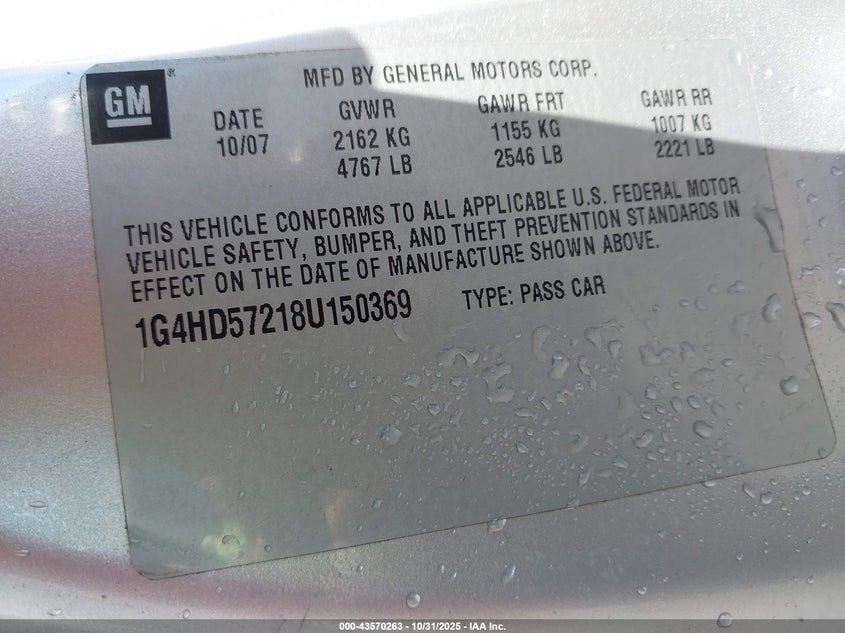 GM
MFD BY GENERAL MOTORS CORP.
DATE GVWR GAWR FRT GAWR RR
10/07 2162 KG 1155 KG 1007 KG
4767 LB 2546 LB 2221 LB
THIS VEHICLE CONFORMS TO ALL APPLICABLE U.S. FEDERAL MOTOR
VEHICLE SAFETY, BUMPER, AND THEFT PREVENTION STANDARDS IN
EFFECT ON THE DATE OF MANUFACTURE SHOWN ABOVE.
1G4HD57218U150369 TYPE: PASS CAR
000-43570263 - 10/31/2025 - IAA Inc.